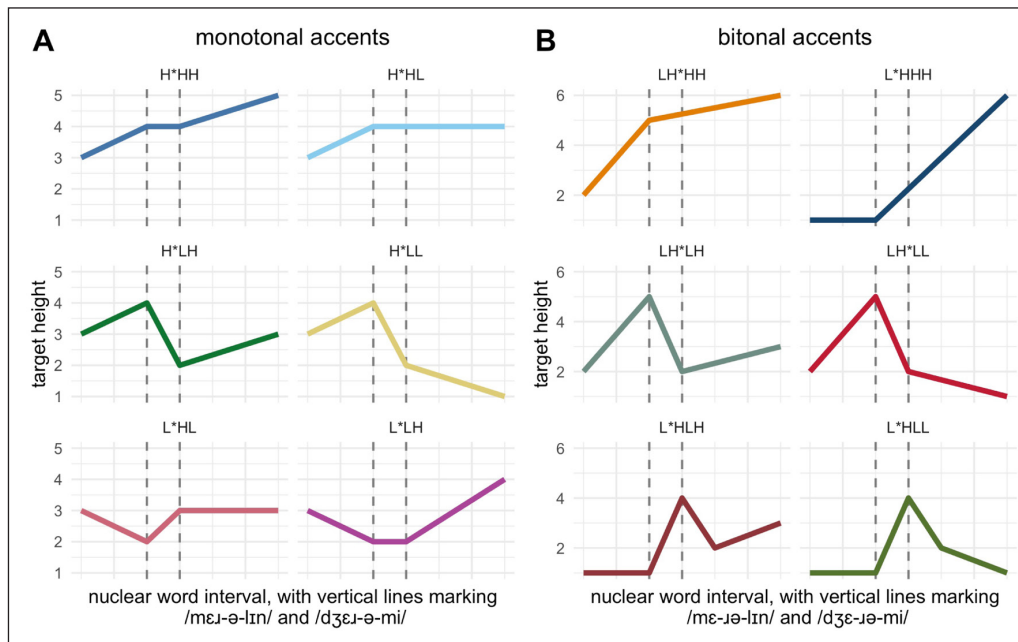 A
monotonal accents
H*HH
H*HL
5
4
3
2
1
H*LH
H*LL
5
4
3
2
1
L*HL
L*LH
5
4
3
2
1
target height
nuclear word interval, with vertical lines marking
/mɛɹ-ə-lɪn/ and /dʒɛɹ-ə-mi/
B
bitonal accents
LH*HH
L*HHH
6
4
2
LH*LH
LH*LL
6
4
2
L*HLH
L*HLL
6
4
2
target height
nuclear word interval, with vertical lines marking
/mɛ-ɹə-lɪn/ and /dʒɛ-ɹə-mi/